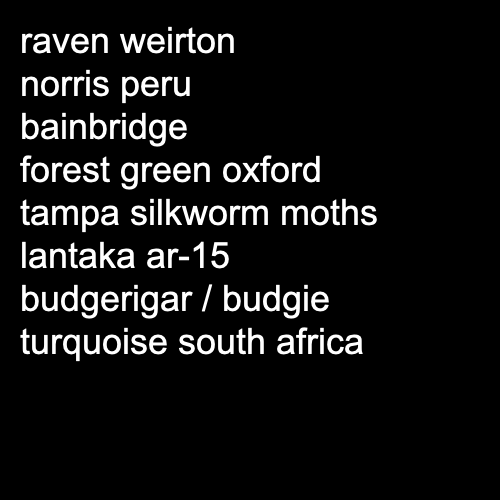 raven weirton
norris peru
bainbridge
forest green oxford
tampa silkworm moths
lantaka ar-15
budgerigar / budgie
turquoise south africa